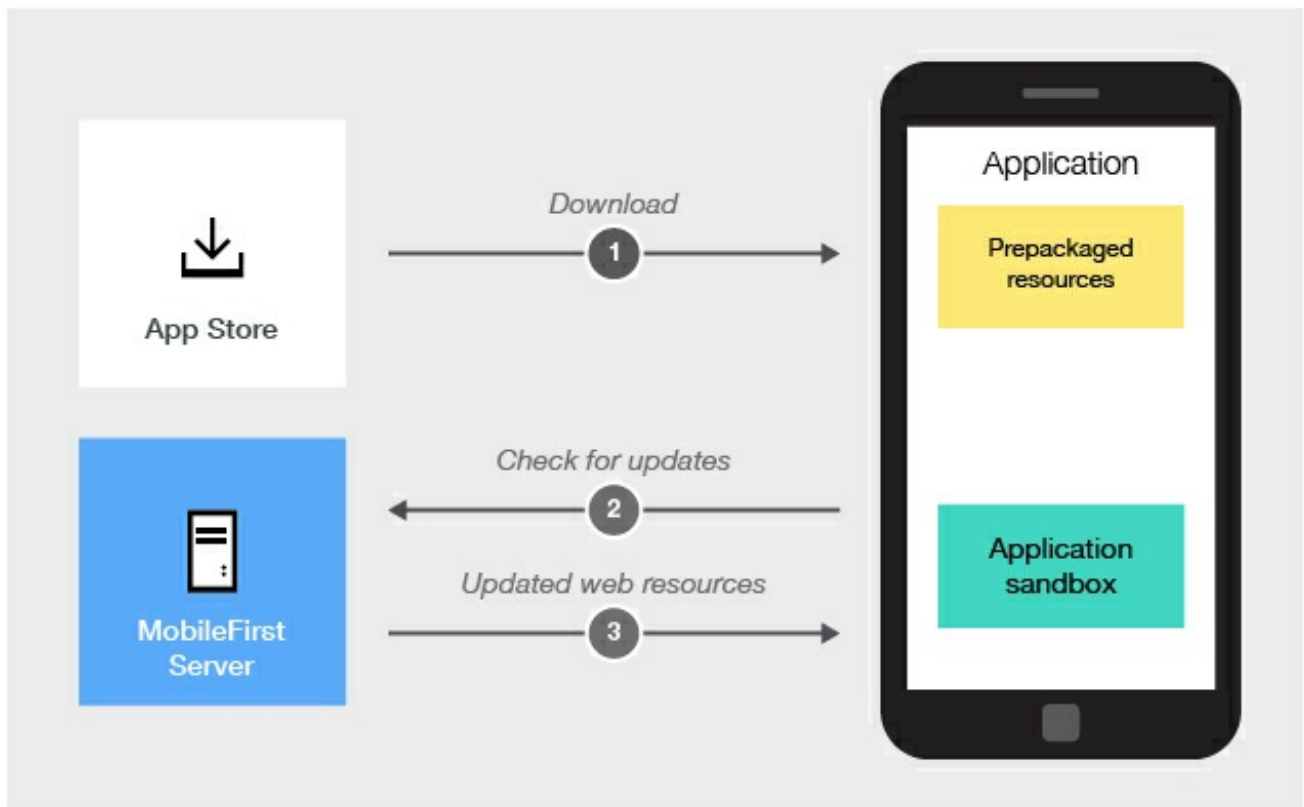 Download
1
App Store
Check for updates
2
Updated web resources
3
MobileFirst
Server
Application
Prepackaged
resources
Application
sandbox